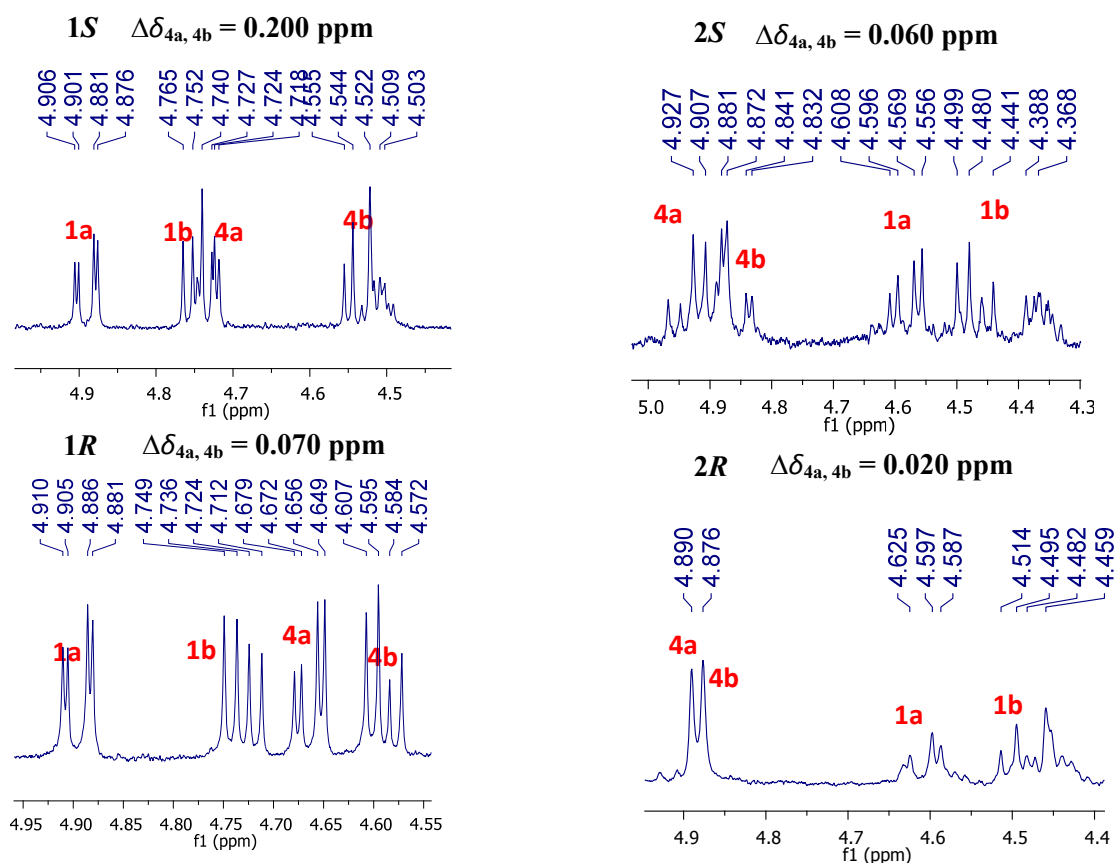 1S Δδ4a, 4b = 0.200 ppm
4.906
4.901
4.881
4.876
4.765
4.752
4.740
4.727
4.724
4.718
4.555
4.544
4.522
4.509
4.503
1a
1b
4a
4b
4.9 4.8 4.7 4.6 4.5
f1 (ppm)
2S Δδ4a, 4b = 0.060 ppm
4.927
4.907
4.881
4.872
4.841
4.832
4.608
4.596
4.569
4.556
4.499
4.480
4.441
4.388
4.368
4a
4b
1a
1b
5.0 4.9 4.8 4.7 4.6 4.5 4.4 4.3
f1 (ppm)
1R Δδ4a, 4b = 0.070 ppm
4.910
4.905
4.886
4.881
4.749
4.736
4.724
4.712
4.679
4.672
4.656
4.649
4.607
4.595
4.584
4.572
1a
1b
4a
4b
4.95 4.90 4.85 4.80 4.75 4.70 4.65 4.60 4.55
f1 (ppm)
2R Δδ4a, 4b = 0.020 ppm
4.890
4.876
4.625
4.597
4.587
4.514
4.495
4.482
4.459
4a
4b
1a
1b
4.9 4.8 4.7 4.6 4.5 4.4
f1 (ppm)